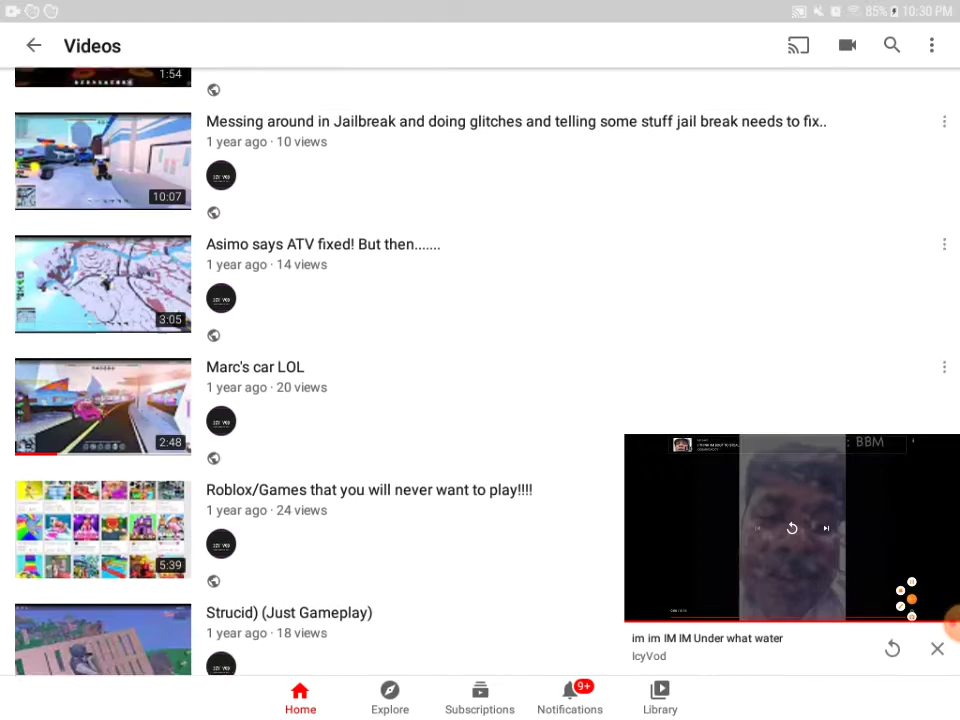 85% 10:30 PM
Videos
1:54
Messing around in Jailbreak and doing glitches and telling some stuff jail break needs to fix..
1 year ago · 10 views
10:07
Asimo says ATV fixed! But then.......
1 year ago · 14 views
3:05
Marc's car LOL
1 year ago · 20 views
2:48
: BBM
Roblox/Games that you will never want to play!!!!
1 year ago · 24 views
5:39
Strucid) (Just Gameplay)
1 year ago · 18 views
im im IM IM Under what water
IcyVod
9+
Home Explore Subscriptions Notifications Library